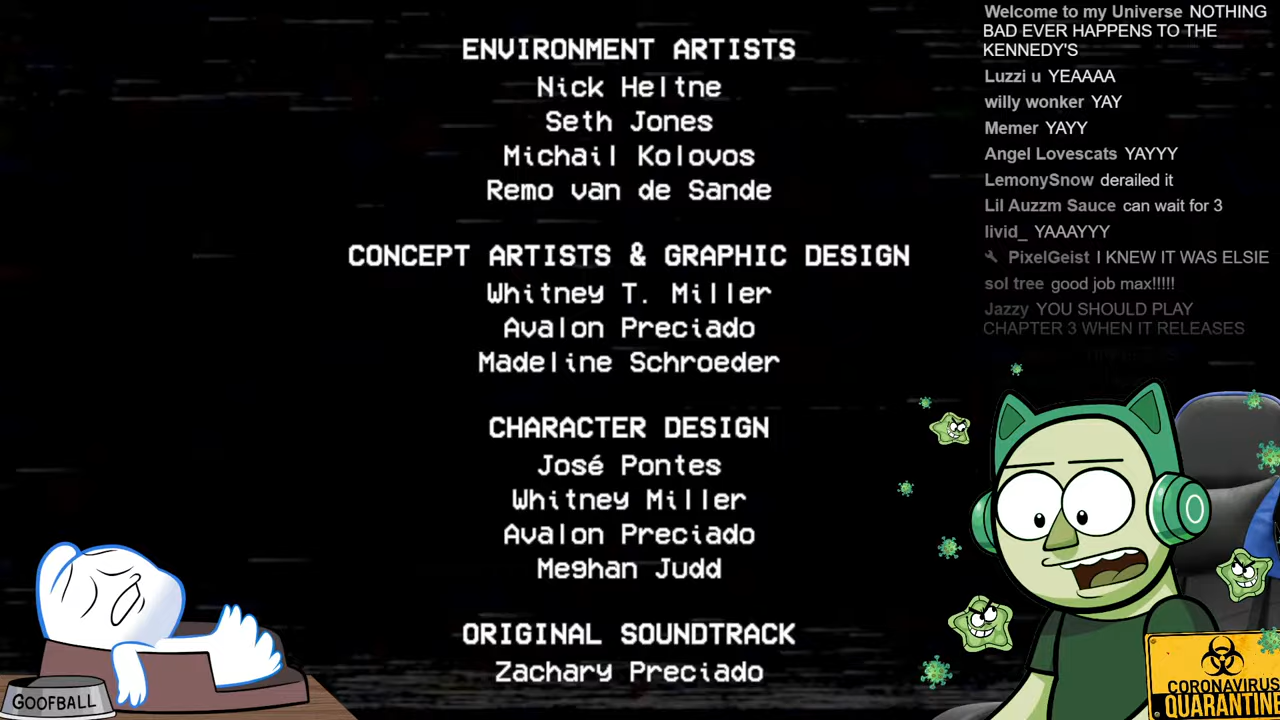 ENVIRONMENT ARTISTS
Nick Heltne
Seth Jones
Michail Kolovos
Remo van de Sande
CONCEPT ARTISTS & GRAPHIC DESIGN
Whitney T. Miller
Avalon Preciado
Madeline Schroeder
CHARACTER DESIGN
José Pontes
Whitney Miller
Avalon Preciado
Meghan Judd
ORIGINAL SOUNDTRACK
Zachary Preciado
Welcome to my Universe NOTHING
BAD EVER HAPPENS TO THE
KENNEDY'S
Luzzi u YEAAAA
willy wonker YAY
Memer YAYY
Angel Lovescats YAYYY
LemonySnow derailed it
Lil Auzzm Sauce can wait for 3
livid_ YAAAYYY
PixelGeist I KNEW IT WAS ELSIE
sol tree good job max!!!!!
Jazzy YOU SHOULD PLAY
CHAPTER 3 WHEN IT RELEASES
GOOFBALL
CORONAVIRUS
QUARANTINE